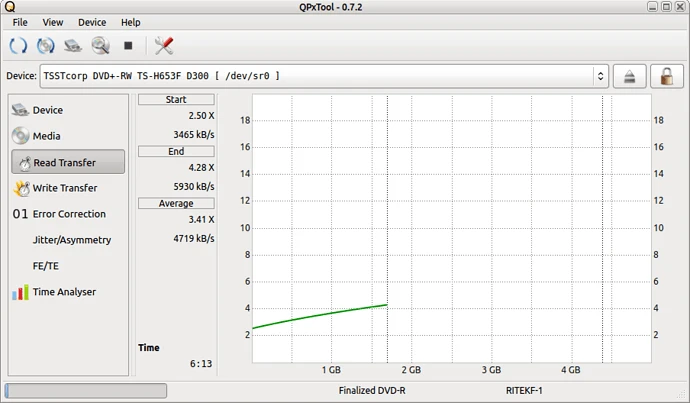 QPxTool - 0.7.2
File View Device Help
Device: TSSTcorp DVD+-RW TS-H653F D300 [ /dev/sr0 ]
Device
Media
Read Transfer
Write Transfer
01 Error Correction
Jitter/Asymmetry
FE/TE
Time Analyser
Start
2.50 X
3465 kB/s
End
4.28 X
5930 kB/s
Average
3.41 X
4719 kB/s
Time
6:13
18 18
16 16
14 14
12 12
10 10
8 8
6 6
4 4
2 2
1 GB 2 GB 3 GB 4 GB
Finalized DVD-R RITEKF-1